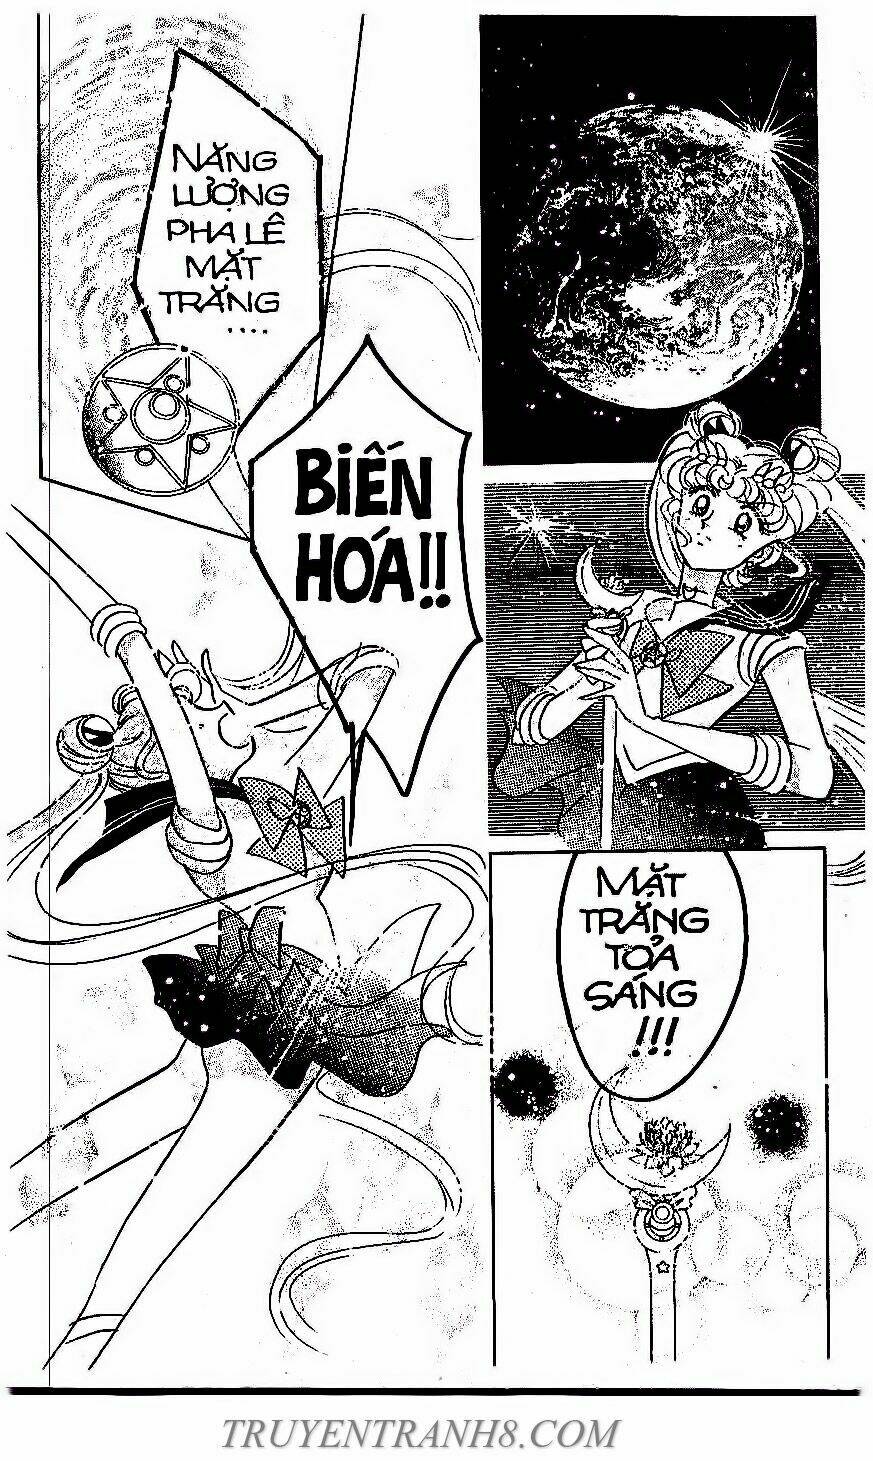 NĂNG
LƯỢNG
PHA LÊ
MẶT
TRĂNG
....
BIẾN
HÓA!!
MẶT
TRĂNG
TỎA
SÁNG
!!!
TRUYENTRANH8.COM